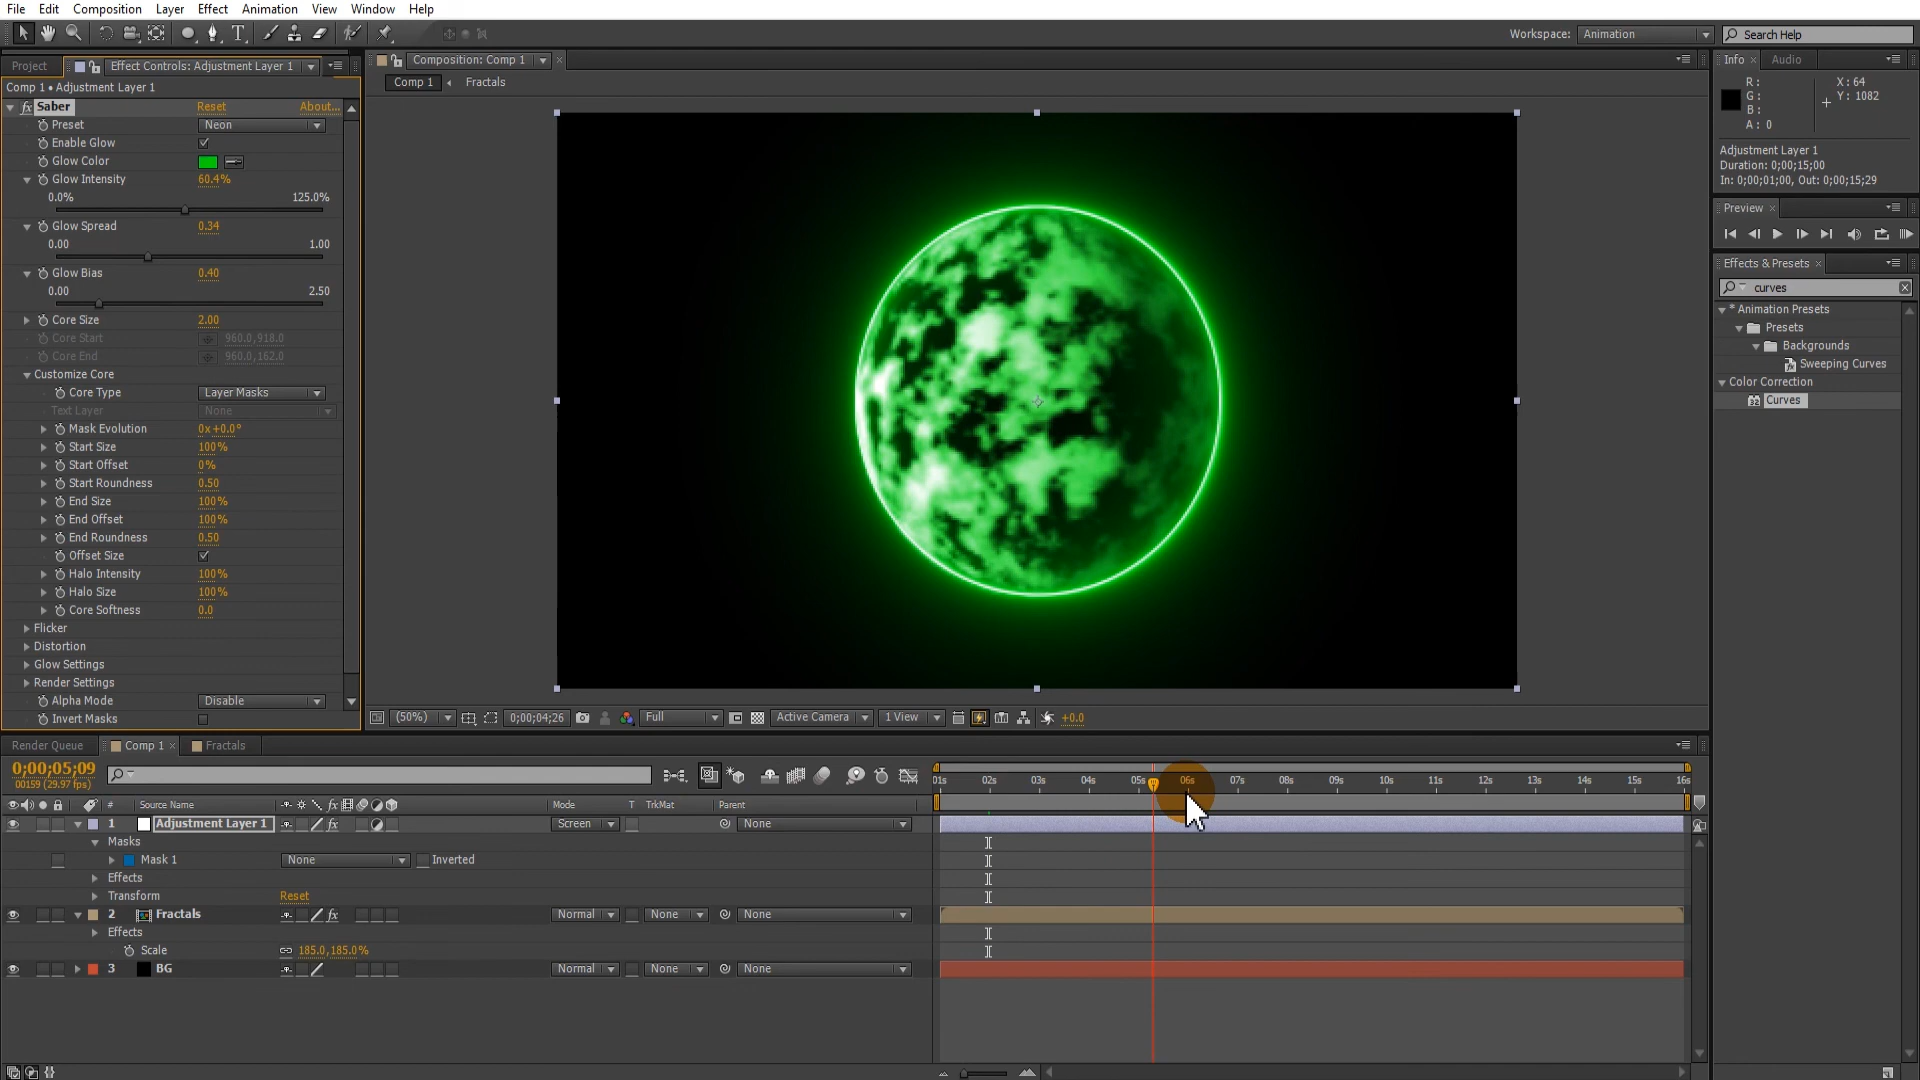 File Edit Composition Layer Effect Animation View Window Help
Workspace: Animation Search Help
Project Effect Controls: Adjustment Layer 1
Composition: Comp 1
Info Audio
Comp 1 • Adjustment Layer 1
Comp 1 Fractals
R: X: 64
G: Y: 1082
B:
A: 0
Saber Reset About...
Preset Neon
Enable Glow
Glow Color
Glow Intensity 60.4%
0.0% 125.0%
Glow Spread 0.34
0.00 1.00
Glow Bias 0.40
0.00 2.50
Core Size 2.00
Core Start 960.0,918.0
Core End 960.0,162.0
Customize Core
Core Type Layer Masks
Text Layer None
Mask Evolution 0x+0.0°
Start Size 100%
Start Offset 0%
Start Roundness 0.50
End Size 100%
End Offset 100%
End Roundness 0.50
Offset Size
Halo Intensity 100%
Halo Size 100%
Core Softness 0.0
Flicker
Distortion
Glow Settings
Render Settings
Alpha Mode Disable
Invert Masks
Adjustment Layer 1
Duration: 0;00;15;00
In: 0;00;01;00, Out: 0;00;15;29
Preview
Effects & Presets
curves
* Animation Presets
Presets
Backgrounds
Sweeping Curves
Color Correction
32 Curves
(50%) 0;00;04;26 Full Active Camera 1 View +0.0
Render Queue Comp 1 Fractals
0;00;05;09
00159 (29.97 fps)
01s 02s 03s 04s 05s 06s 07s 08s 09s 10s 11s 12s 13s 14s 15s 16s
# Source Name fx Mode T TrkMat Parent
1 Adjustment Layer 1 fx Screen None
Masks
Mask 1 None Inverted
Effects
Transform Reset
2 Fractals fx Normal None None
Effects
Scale 185.0,185.0%
3 BG Normal None None